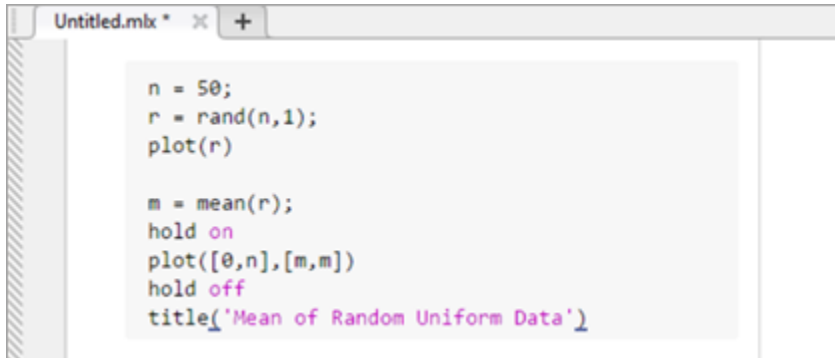 Untitled.mlx * × +
n = 50;
r = rand(n,1);
plot(r)
m = mean(r);
hold on
plot([0,n],[m,m])
hold off
title('Mean of Random Uniform Data')